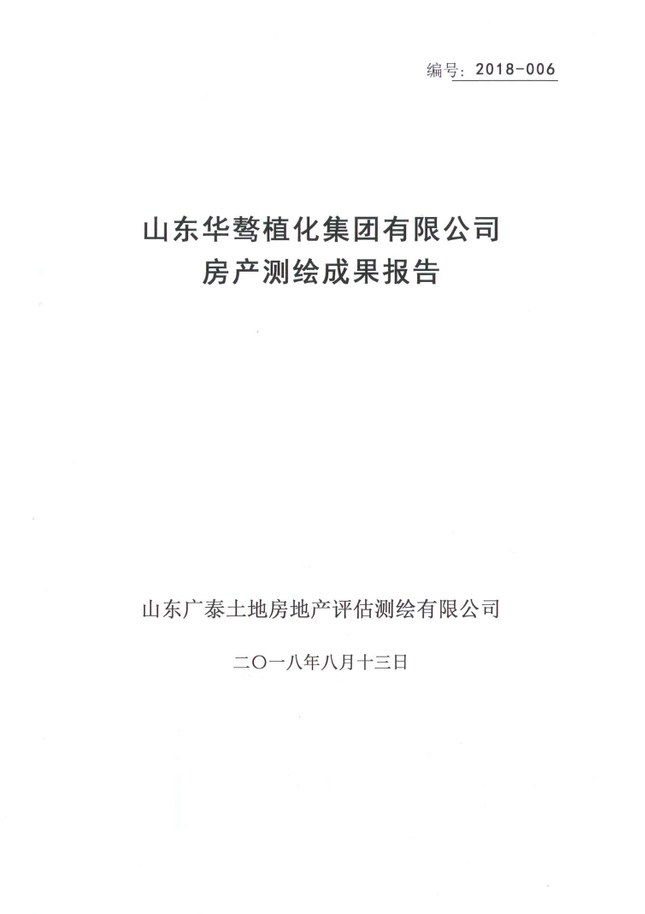 编号：2018-006
山东华骜植化集团有限公司
房产测绘成果报告
山东广泰土地房地产评估测绘有限公司
二〇一八年八月十三日